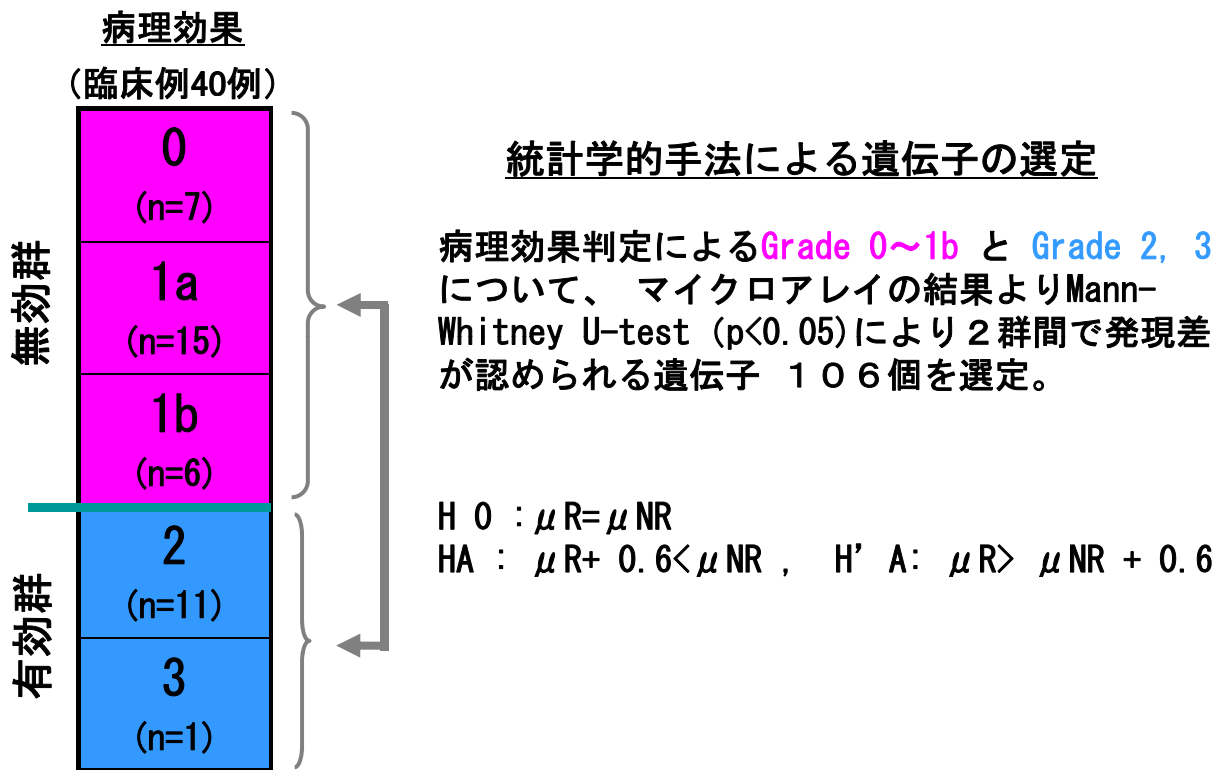 病理効果
（臨床例40例）
無効群
0
(n=7)
1a
(n=15)
1b
(n=6)
有効群
2
(n=11)
3
(n=1)
統計学的手法による遺伝子の選定
病理効果判定によるGrade 0～1b と Grade 2, 3
について、 マイクロアレイの結果よりMann-
Whitney U-test (p<0.05)により２群間で発現差
が認められる遺伝子 １０６個を選定。
H 0 :μR=μNR
HA : μR+ 0.6<μNR , H’ A: μR> μNR + 0.6